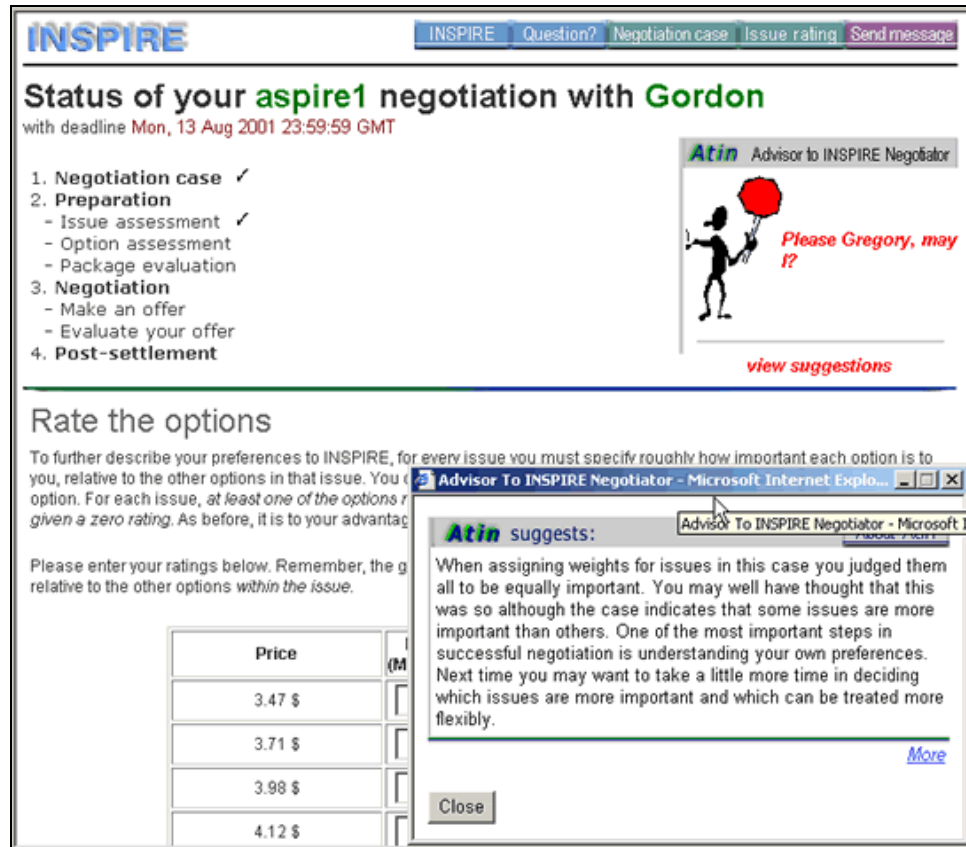 INSPIRE
INSPIRE Question? Negotiation case Issue rating Send message
Status of your aspire1 negotiation with Gordon
with deadline Mon, 13 Aug 2001 23:59:59 GMT
Atin Advisor to INSPIRE Negotiator
1. Negotiation case ✓
2. Preparation
- Issue assessment ✓
- Option assessment
- Package evaluation
3. Negotiation
- Make an offer
- Evaluate your offer
4. Post-settlement
Please Gregory, may
I?
view suggestions
Rate the options
To further describe your preferences to INSPIRE, for every issue you must specify roughly how important each option is to
you, relative to the other options in that issue. You
option. For each issue, at least one of the options
given a zero rating. As before, it is to your
Please enter your ratings below. Remember, the
relative to the other options within the issue.
Price
3.47 $
3.71 $
3.98 $
4.12 $
Advisor To INSPIRE Negotiator - Microsoft Internet Explo...
Advisor To INSPIRE Negotiator - Microsoft
Atin suggests:
When assigning weights for issues in this case you judged them
all to be equally important. You may well have thought that this
was so although the case indicates that some issues are more
important than others. One of the most important steps in
successful negotiation is understanding your own preferences.
Next time you may want to take a little more time in deciding
which issues are more important and which can be treated more
flexibly.
More
Close